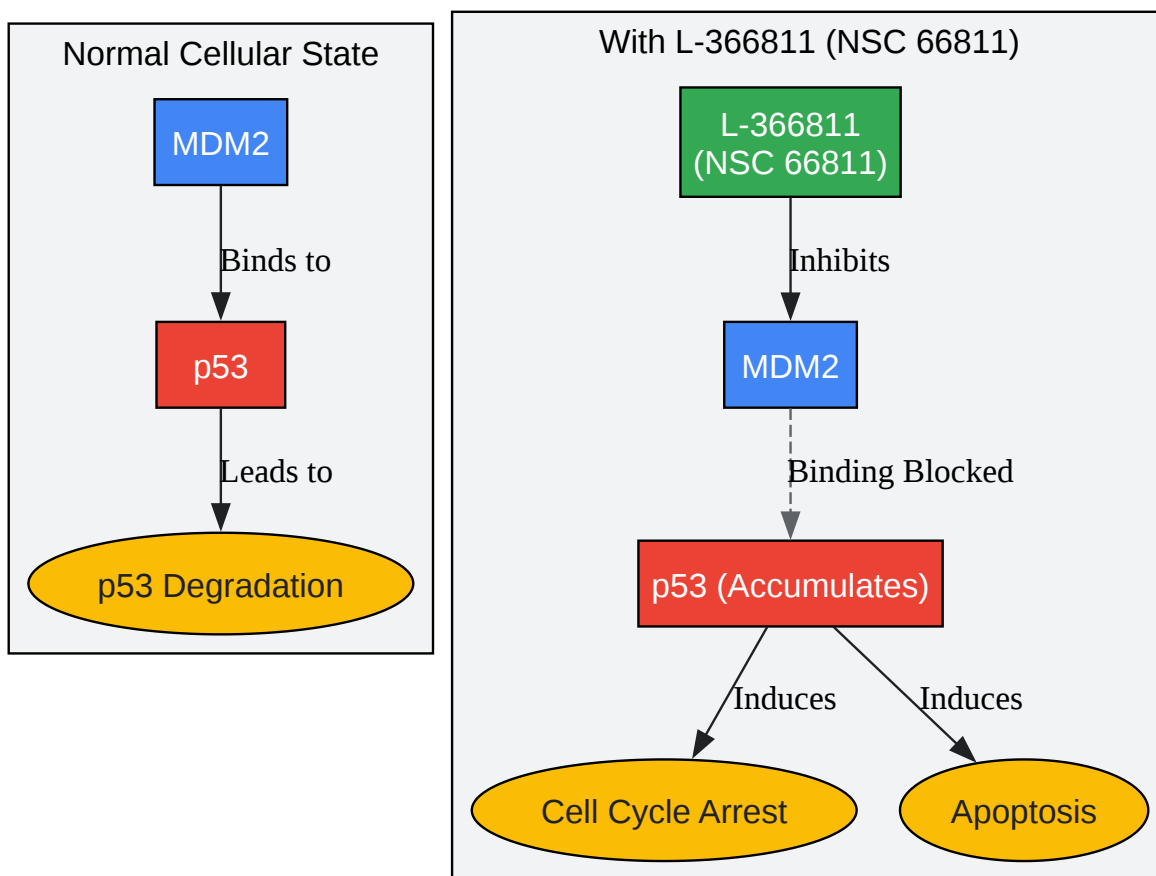 Normal Cellular State
MDM2
Binds to
p53
Leads to
p53 Degradation
With L-366811 (NSC 66811)
L-366811
(NSC 66811)
Inhibits
MDM2
Binding Blocked
p53 (Accumulates)
Induces
Induces
Cell Cycle Arrest
Apoptosis